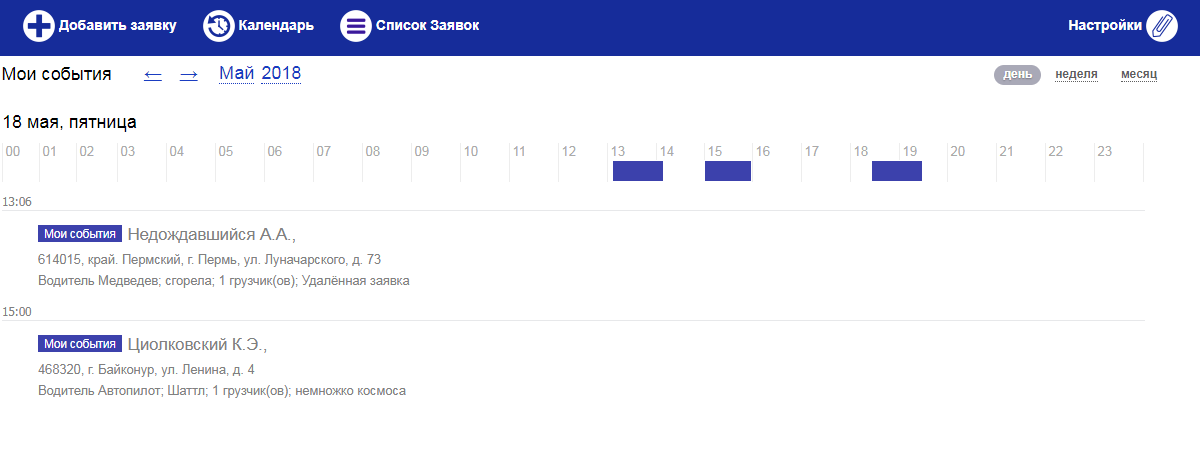 Добавить заявку Календарь Список Заявок Настройки
Мои события ← → Май 2018 день неделя месяц
18 мая, пятница
00 01 02 03 04 05 06 07 08 09 10 11 12 13 14 15 16 17 18 19 20 21 22 23
13:06
Мои события Недождавшийся А.А.,
614015, край. Пермский, г. Пермь, ул. Луначарского, д. 73
Водитель Медведев; сгорела; 1 грузчик(ов); Удалённая заявка
15:00
Мои события Циолковский К.Э.,
468320, г. Байконур, ул. Ленина, д. 4
Водитель Автопилот; Шаттл; 1 грузчик(ов); немножко космоса